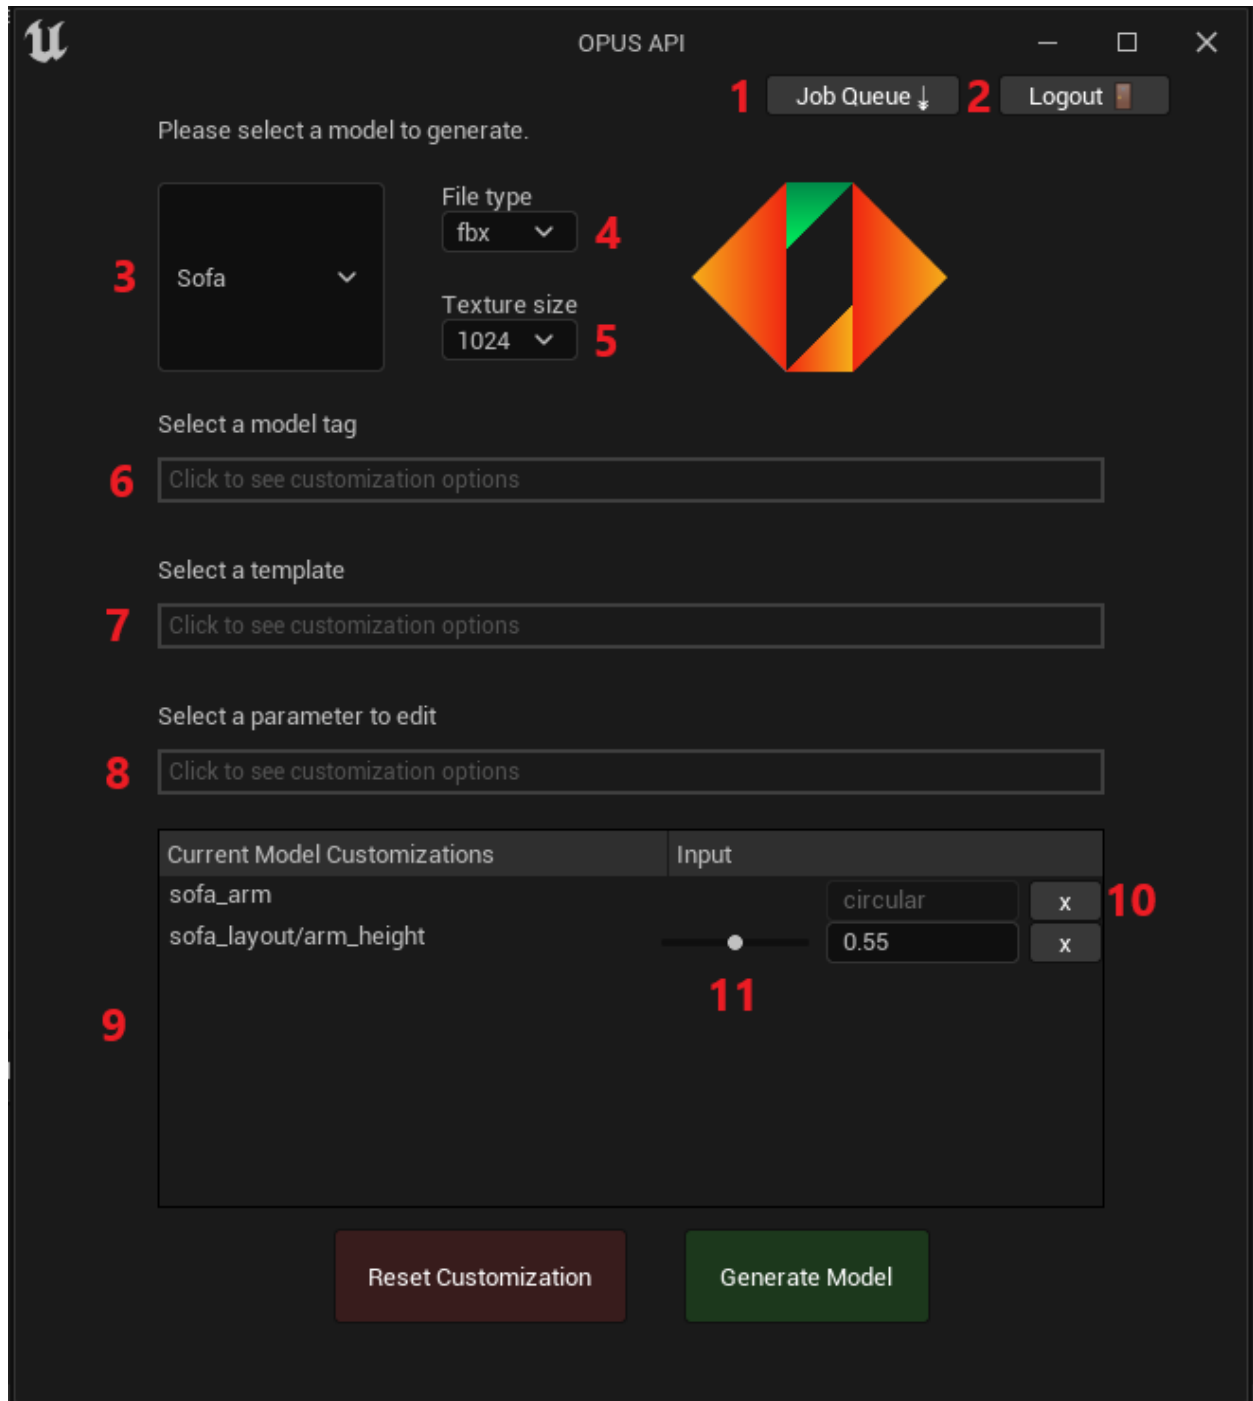 OPUS API
1 Job Queue 2 Logout
Please select a model to generate.
File type
3 Sofa fbx 4
Texture size
1024 5
Select a model tag
6 Click to see customization options
Select a template
7 Click to see customization options
Select a parameter to edit
8 Click to see customization options
Current Model Customizations Input
sofa_arm circular x 10
sofa_layout/arm_height 0.55 x
11
9
Reset Customization Generate Model